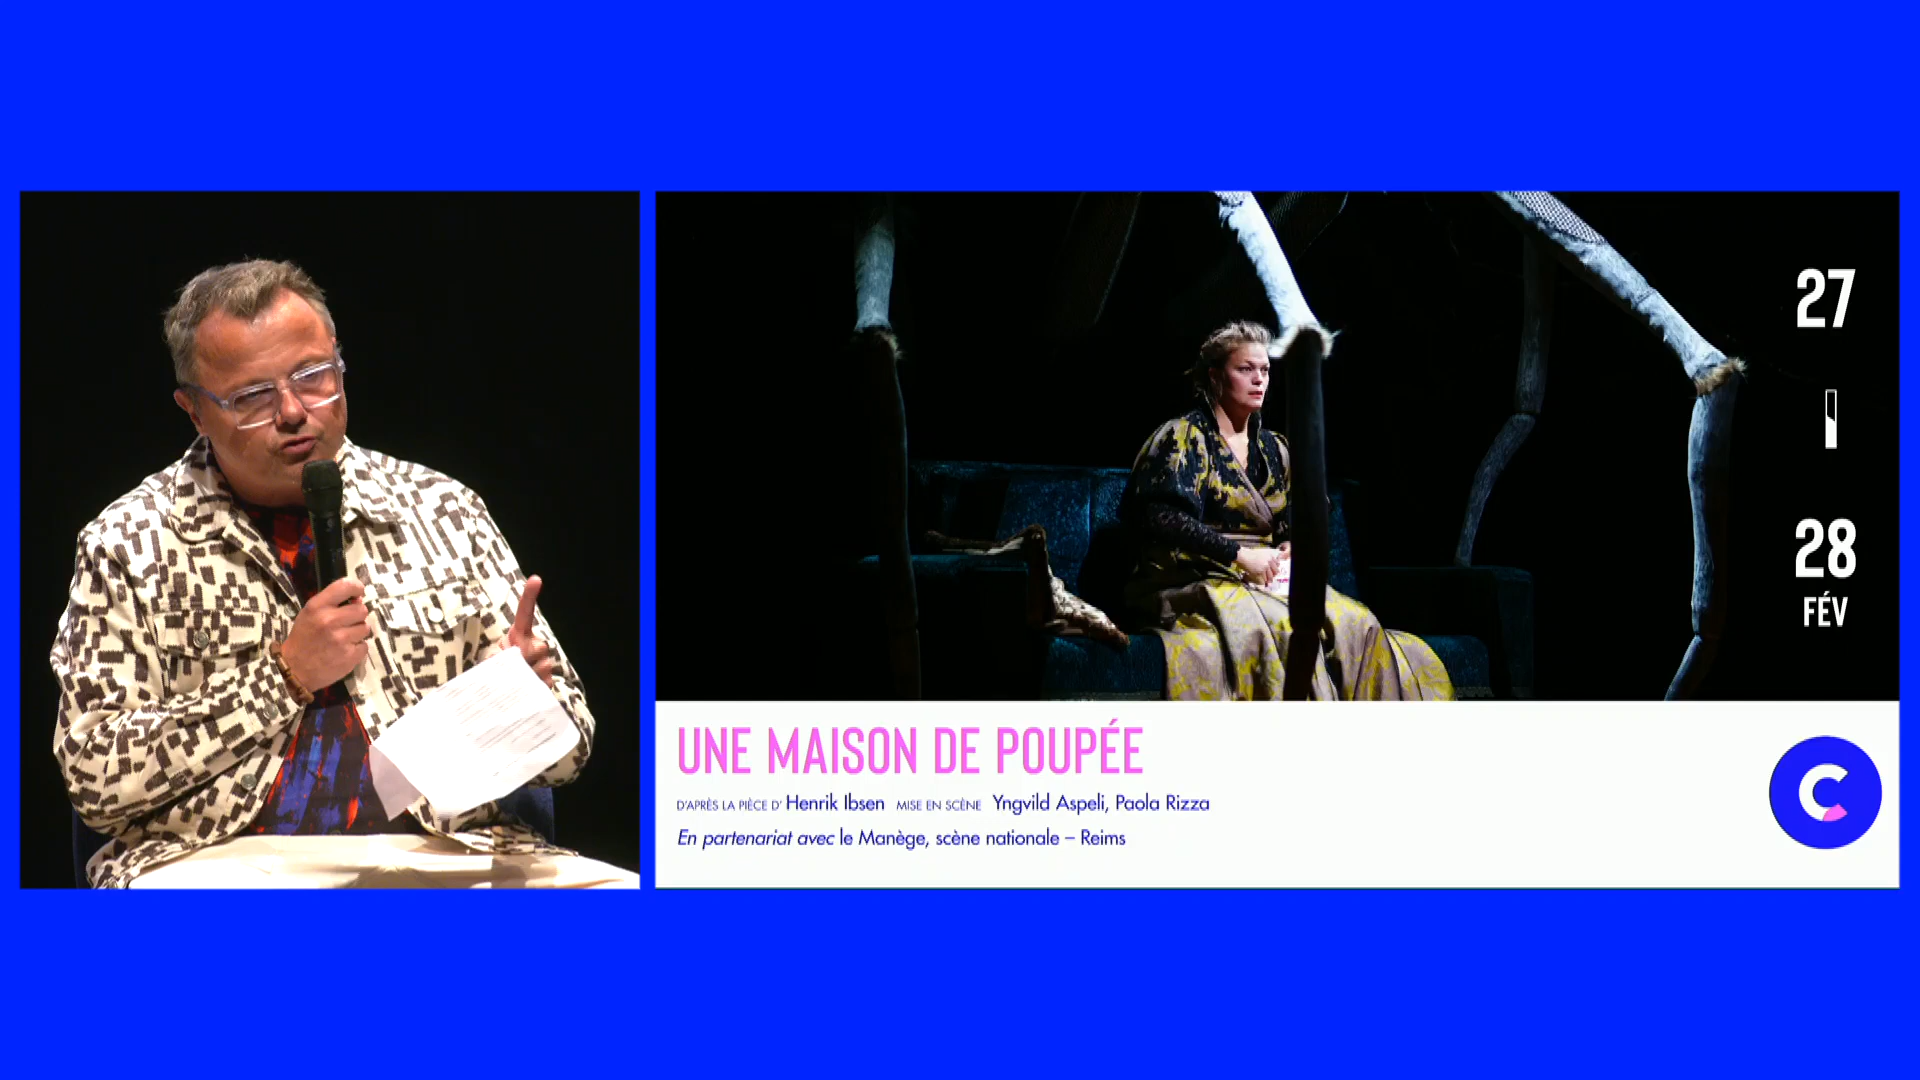 27
28
FÉV
UNE MAISON DE POUPÉE
D'APRÈS LA PIÈCE D' Henrik Ibsen MISE EN SCÈNE Yngvild Aspeli, Paola Rizza
En partenariat avec le Manège, scène nationale – Reims
C